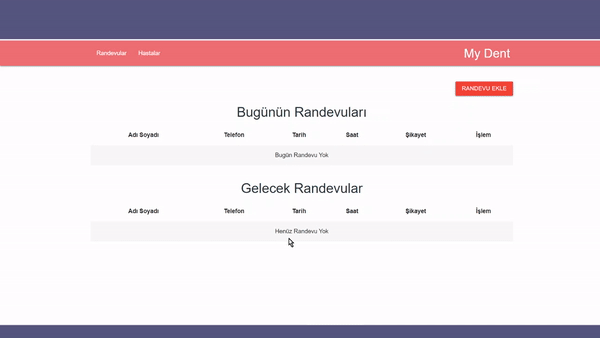 Randevular Hastalar My Dent
RANDEVU EKLE
Bugünün Randevuları
Adı Soyadı Telefon Tarih Saat Şikayet İşlem
Bugün Randevu Yok
Gelecek Randevular
Adı Soyadı Telefon Tarih Saat Şikayet İşlem
Henüz Randevu Yok